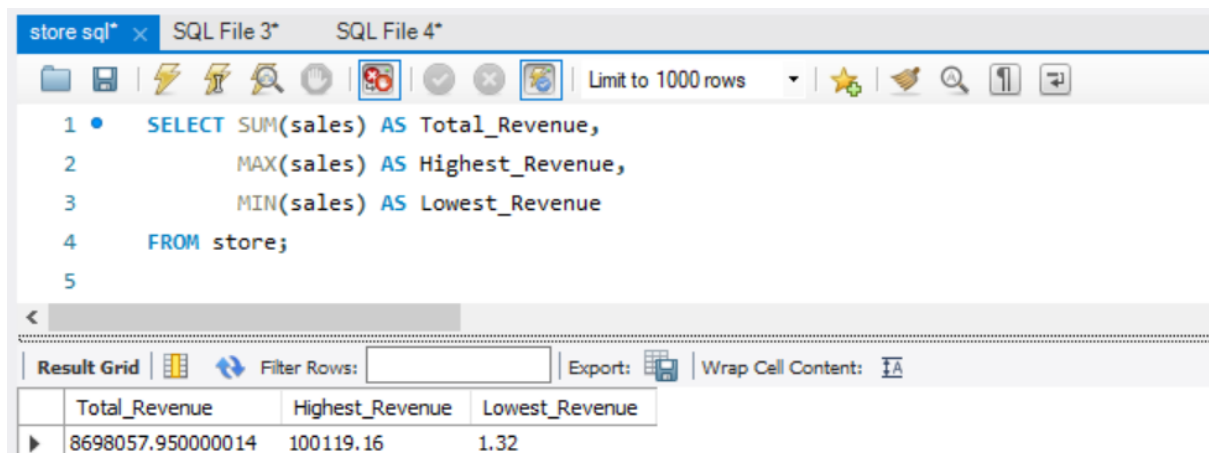 store sql* × SQL File 3* SQL File 4*
Limit to 1000 rows
1 SELECT SUM(sales) AS Total_Revenue,
2 MAX(sales) AS Highest_Revenue,
3 MIN(sales) AS Lowest_Revenue
4 FROM store;
5
Result Grid Filter Rows: Export: Wrap Cell Content: IA
Total_Revenue Highest_Revenue Lowest_Revenue
8698057.950000014 100119.16 1.32